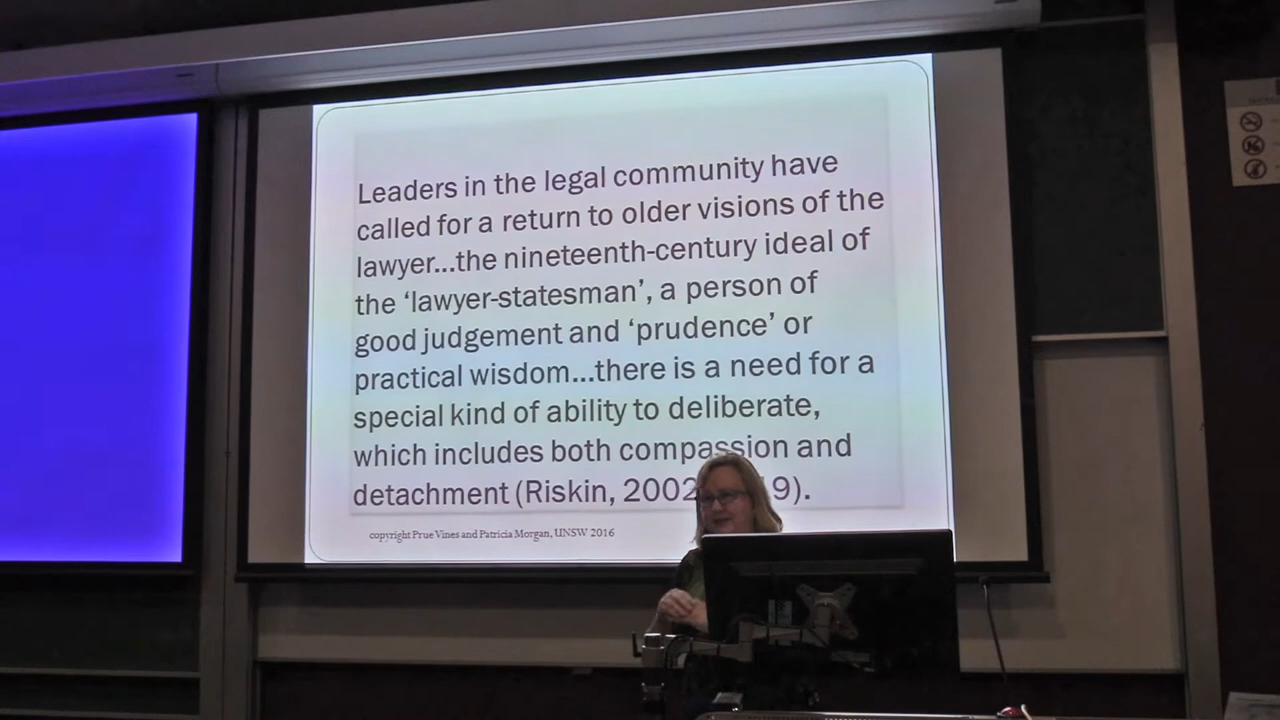 Leaders in the legal community have
called for a return to older visions of the
lawyer...the nineteenth-century ideal of
the ‘lawyer-statesman’, a person of
good judgement and ‘prudence’ or
practical wisdom...there is a need for a
special kind of ability to deliberate,
which includes both compassion and
detachment (Riskin, 2002 9).
copyright Prue Vines and Patricia Morgan, UNSW 2016